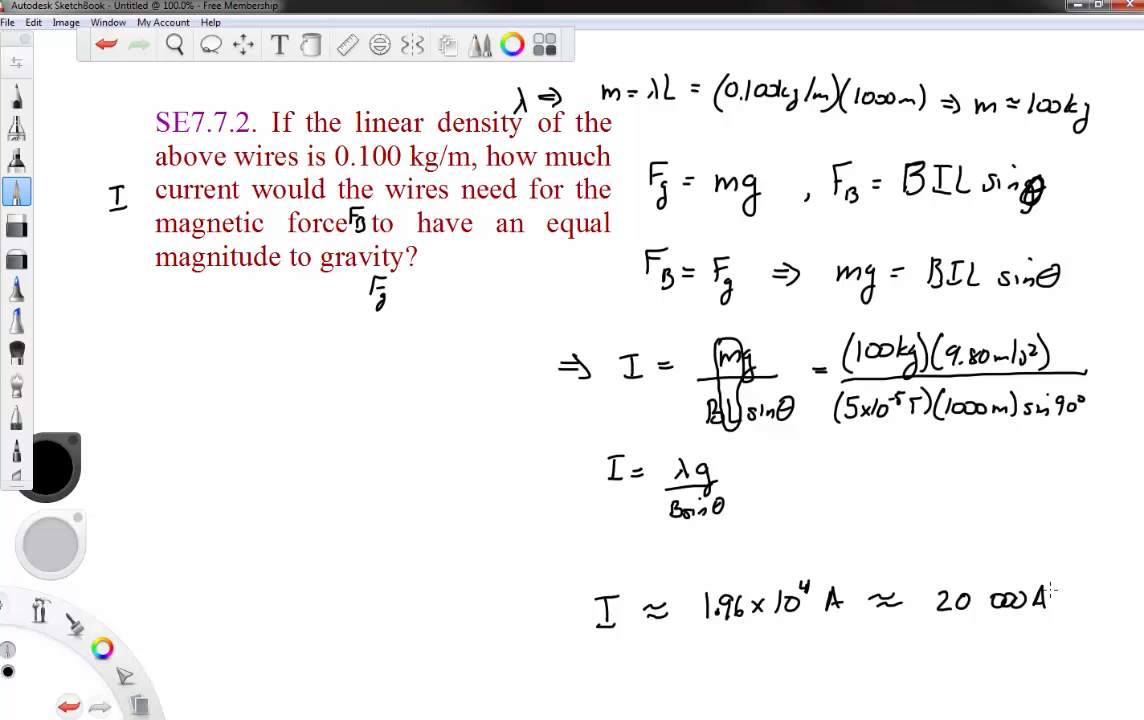 Autodesk SketchBook - Untitled @ 100.0% - Free Membership
File Edit Image Window My Account Help
λ ⇒ m = λL = (0.100kg/m)(1000m) ⇒ m ≈ 100kg
SE7.7.2. If the linear density of the
above wires is 0.100 kg/m, how much
I current would the wires need for the
magnetic force F_B to have an equal
magnitude to gravity?
F_g
F_g = mg , F_B = BIL sinθ
F_B = F_g ⇒ mg = BIL sinθ
⇒ I = mg / BL sinθ = (100kg)(9.80m/s²) / (5x10⁻⁵T)(1000m) sin 90°
I = λg / B sinθ
I ≈ 1.96 x 10⁴ A ≈ 20 000A